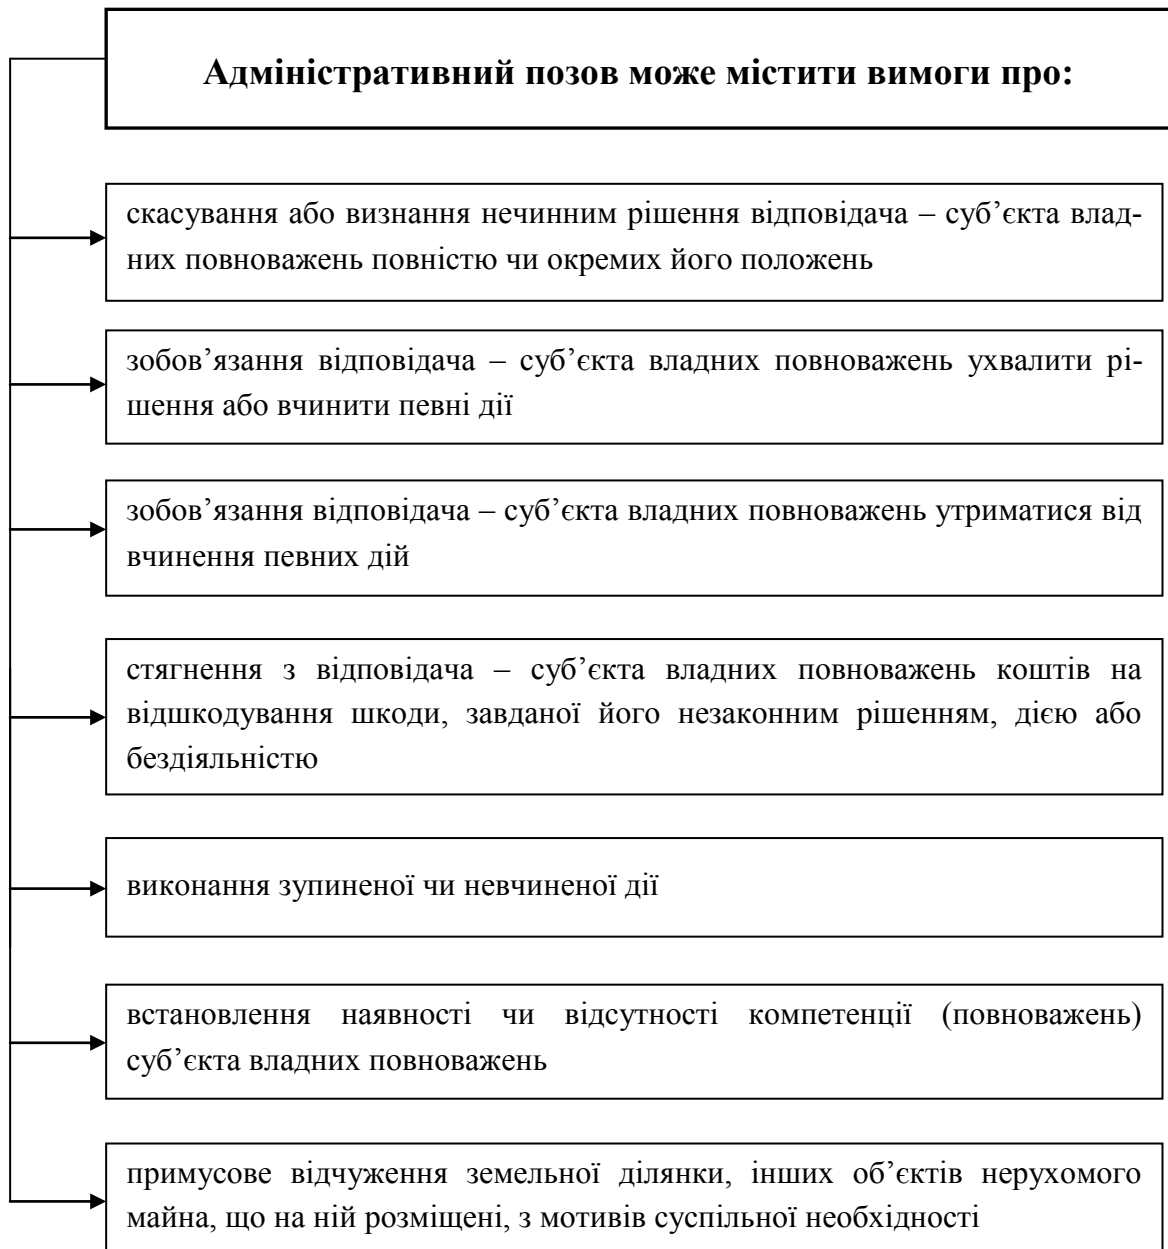 Адміністративний позов може містити вимоги про:
скасування або визнання нечинним рішення відповідача – суб’єкта влад-
них повноважень повністю чи окремих його положень
зобов’язання відповідача – суб’єкта владних повноважень ухвалити рі-
шення або вчинити певні дії
зобов’язання відповідача – суб’єкта владних повноважень утриматися від
вчинення певних дій
стягнення з відповідача – суб’єкта владних повноважень коштів на
відшкодування шкоди, завданої його незаконним рішенням, дією або
бездіяльністю
виконання зупиненої чи невчиненої дії
встановлення наявності чи відсутності компетенції (повноважень)
суб’єкта владних повноважень
примусове відчуження земельної ділянки, інших об’єктів нерухомого
майна, що на ній розміщені, з мотивів суспільної необхідності